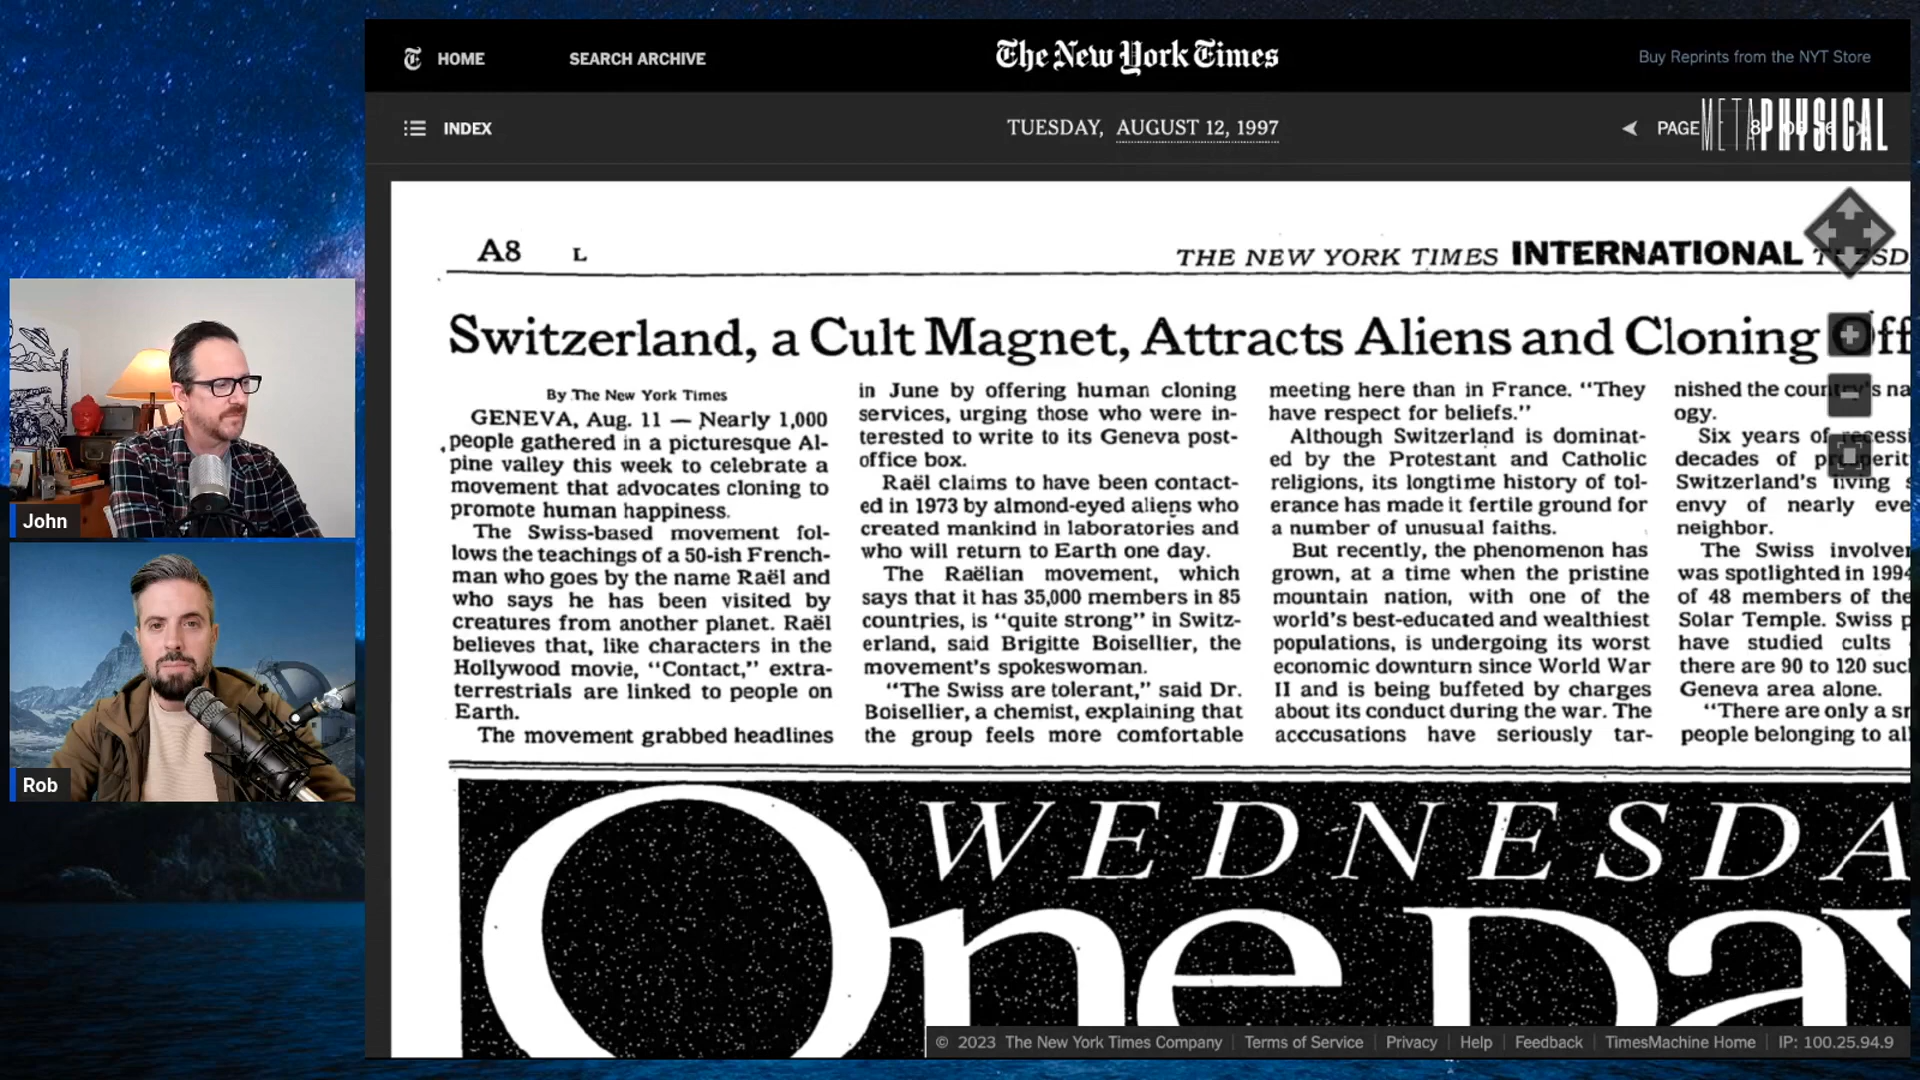 HOME
SEARCH ARCHIVE
The New York Times
Buy Reprints from the NYT Store
INDEX
TUESDAY, AUGUST 12, 1997
PAGE
METAPHYSICAL
A8 L
THE NEW YORK TIMES INTERNATIONAL
Switzerland, a Cult Magnet, Attracts Aliens and Cloning Off
By The New York Times
GENEVA, Aug. 11 — Nearly 1,000
people gathered in a picturesque Al-
pine valley this week to celebrate a
movement that advocates cloning to
promote human happiness.
The Swiss-based movement fol-
lows the teachings of a 50-ish French-
man who goes by the name Raël and
who says he has been visited by
creatures from another planet. Raël
believes that, like characters in the
Hollywood movie, "Contact," extra-
terrestrials are linked to people on
Earth.
The movement grabbed headlines
in June by offering human cloning
services, urging those who were in-
terested to write to its Geneva post-
office box.
Raël claims to have been contact-
ed in 1973 by almond-eyed aliens who
created mankind in laboratories and
who will return to Earth one day.
The Raëlian movement, which
says that it has 35,000 members in 85
countries, is "quite strong" in Switz-
erland, said Brigitte Boisellier, the
movement's spokeswoman.
"The Swiss are tolerant," said Dr.
Boisellier, a chemist, explaining that
the group feels more comfortable
meeting here than in France. "They
have respect for beliefs."
Although Switzerland is dominat-
ed by the Protestant and Catholic
religions, its longtime history of tol-
erance has made it fertile ground for
a number of unusual faiths.
But recently, the phenomenon has
grown, at a time when the pristine
mountain nation, with one of the
world's best-educated and wealthiest
populations, is undergoing its worst
economic downturn since World War
II and is being buffeted by charges
about its conduct during the war. The
acccusations have seriously tar-
nished the country's na
ogy.
Six years of recessi
decades of prosperit
Switzerland's living s
envy of nearly eve
neighbor.
The Swiss involver
was spotlighted in 1994
of 48 members of the
Solar Temple. Swiss p
have studied cults
there are 90 to 120 suc
Geneva area alone.
"There are only a sm
people belonging to al
WEDNESDA
One Day
John
Rob
© 2023 The New York Times Company
Terms of Service
Privacy
Help
Feedback
TimesMachine Home
IP: 100.25.94.9